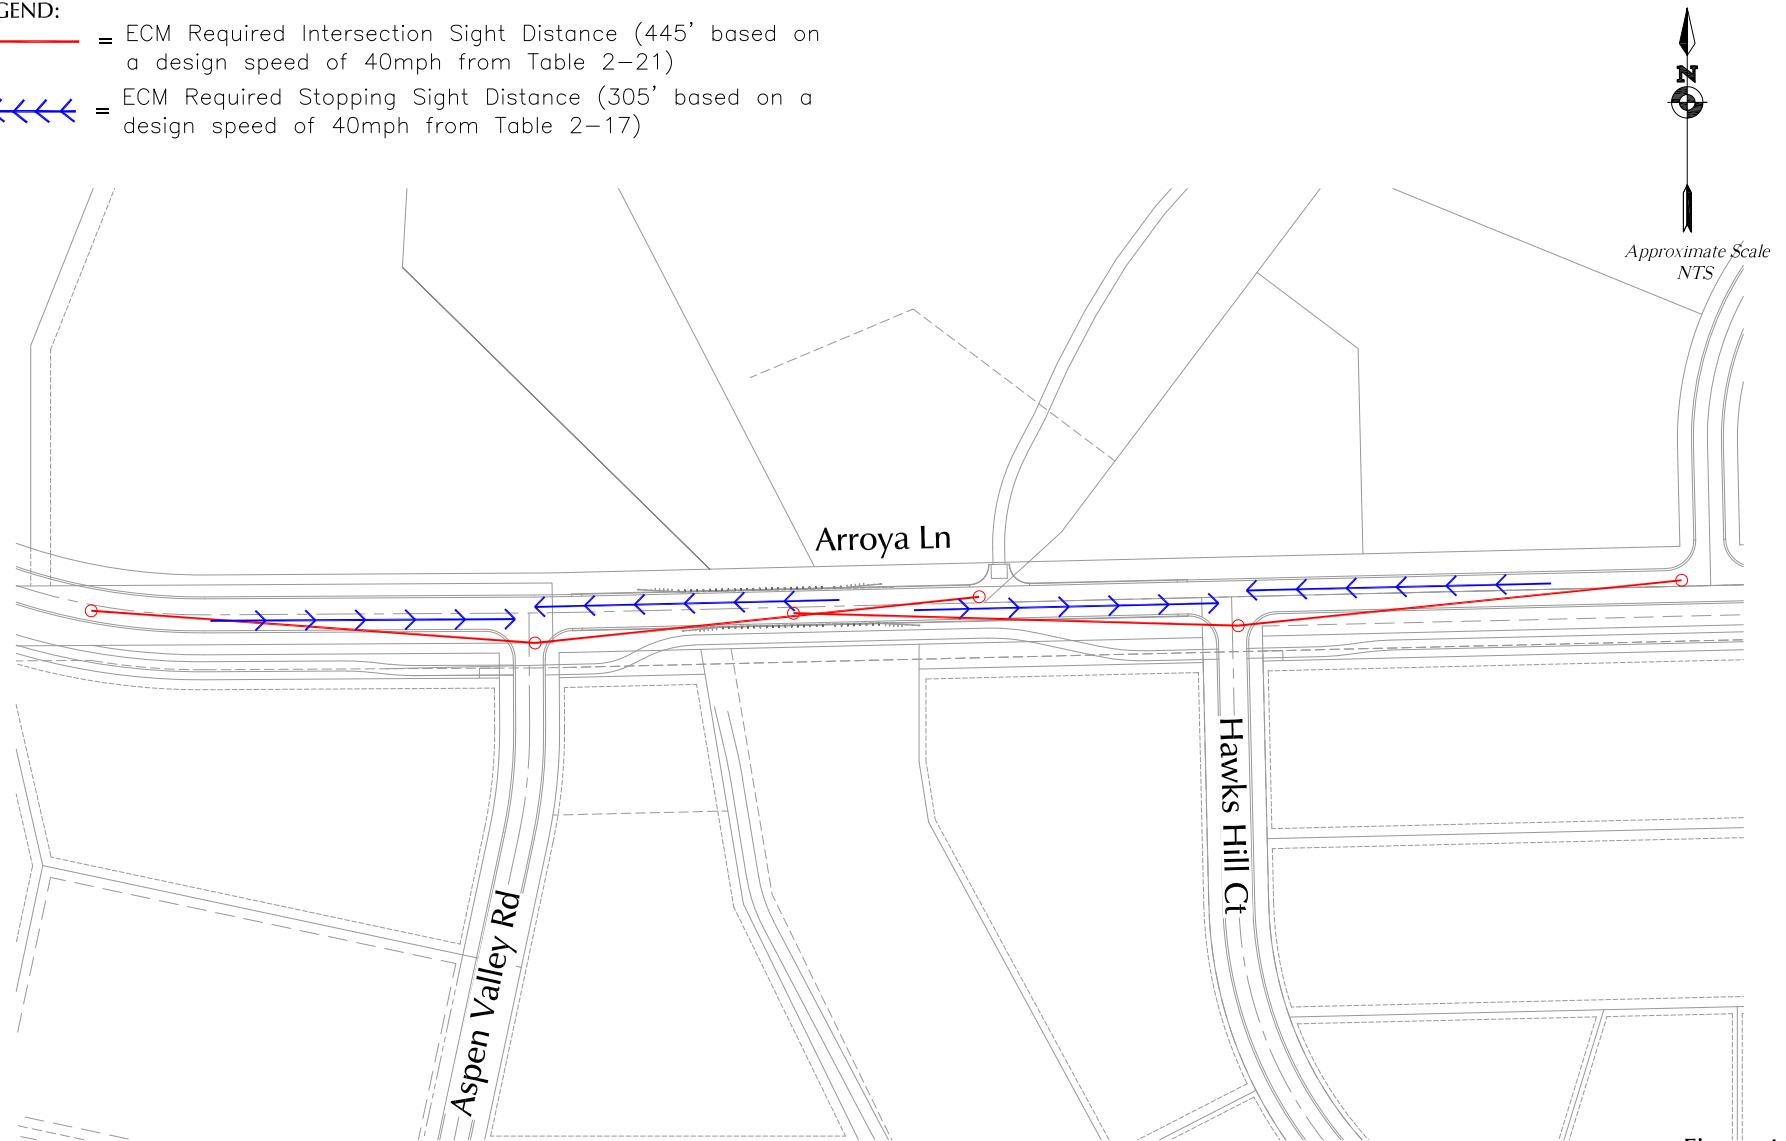 GEND:
= ECM Required Intersection Sight Distance (445' based on
a design speed of 40mph from Table 2-21)
= ECM Required Stopping Sight Distance (305' based on a
design speed of 40mph from Table 2-17)
N
Approximate Scale
NTS
Arroya Ln
Hawks Hill Ct
Aspen Valley Rd